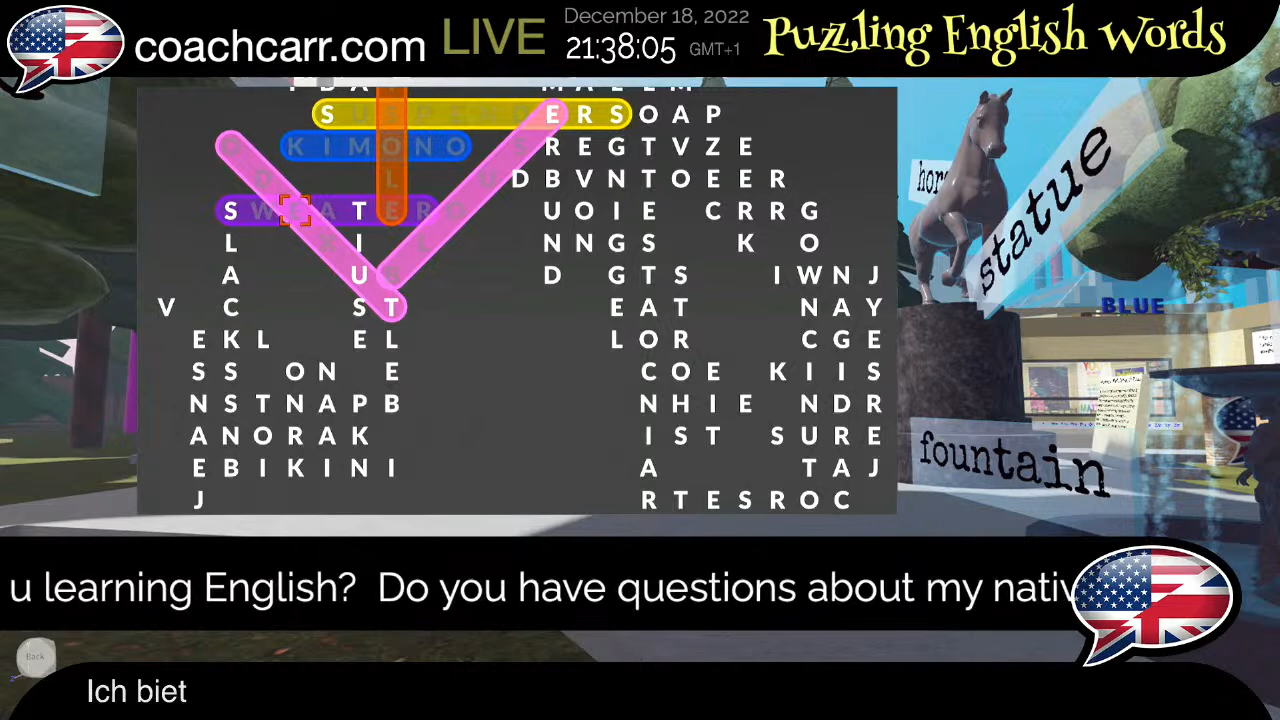 coachcarr.com
LIVE
December 18, 2022
21:38:05 GMT+1
Puzzling English Words
S U S P E N D E R S O A P
O K I M O N O S R E G T V Z E
D L U D B V N T O E E R
S W E A T E R O U O I E C R R G
L R I L N N G S K O
A U S D G T S I W N J
V C S T E A T N A Y
E K L E L L O R C G E
S S O N E C O E K I I S
N S T N A P B N H I E N D R
A N O R A K I S T S U R E
E B I K I N I A T A J
J R T E S R O C
statue
BLUE
fountain
u learning English? Do you have questions about my nativ
Back
Ich biet